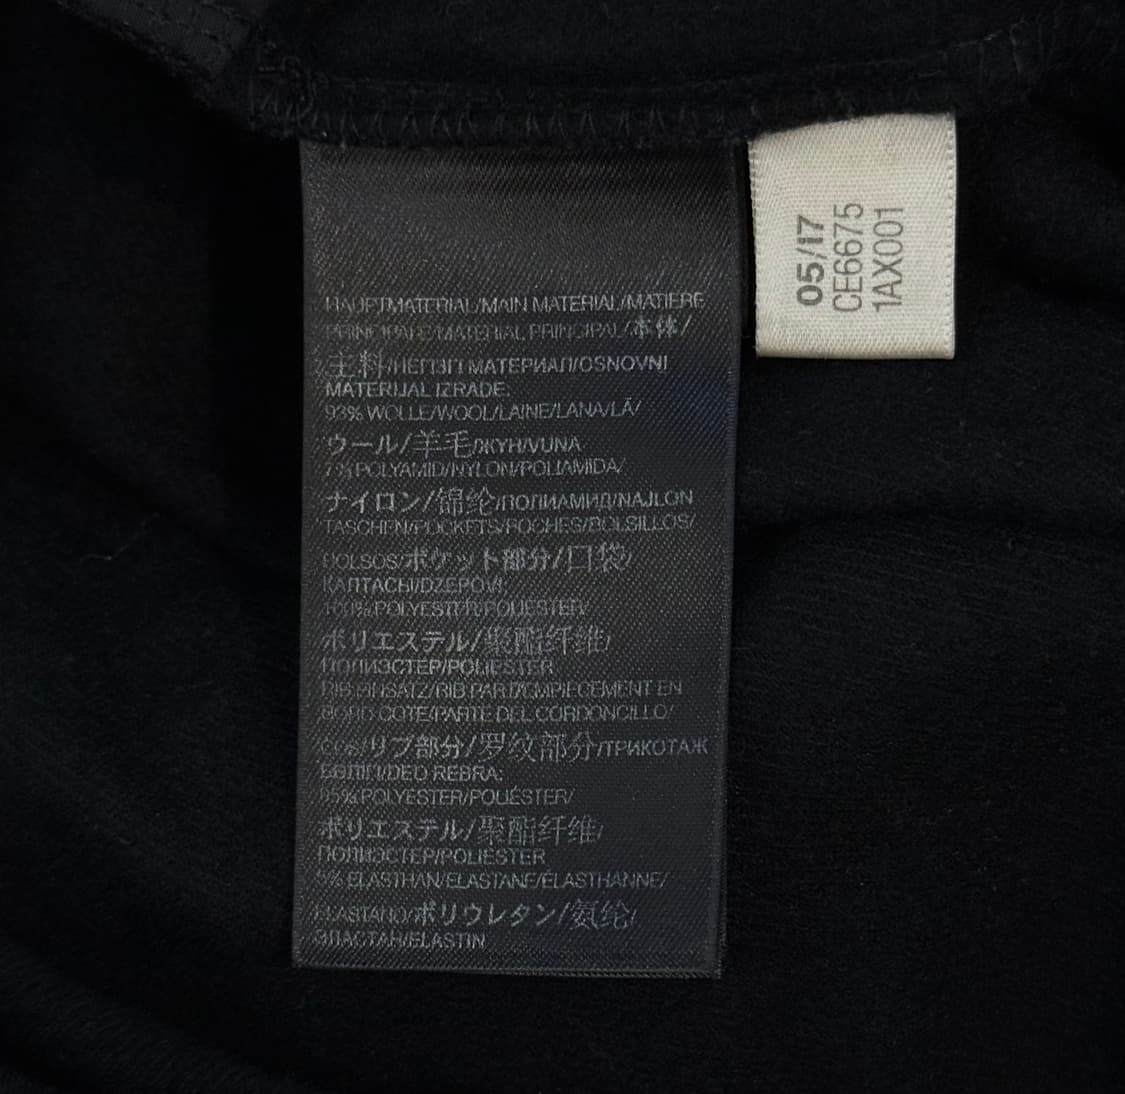 HAUPTMATERIAL/MAIN MATERIAL/MATIERE
PRINCIPALE/MATERIAL PRINCIPAL/本体/
主料/НЕГІЗГІ МАТЕРИАЛ/OSNOVNI
MATERIJAL IZRADE:
93% WOLLE/WOOL/LAINE/LANA/LÃ/
ウール/羊毛/ЖҮН/VUNA
7% POLYAMID/NYLON/POLIAMIDA/
ナイロン/锦纶/ПОЛИАМИД/NAJLON
TASCHEN/POCKETS/POCHES/BOLSILLOS/
BOLSOS/ポケット部分/口袋/
ҚАЛТАСЫ/DZEPOVI:
100% POLYESTER/POLIÉSTER/
ポリエステル/聚酯纤维/
ПОЛИЭСТЕР/POLIESTER
RIB EINSATZ/RIB PART/EMPIECEMENT EN
BORD COTE/PARTE DEL CORDONCILLO/
リブ部分/罗纹部分/ТРИКОТАЖ
БӨЛІГІ/DEO REBRA:
95% POLYESTER/POLIÉSTER/
ポリエステル/聚酯纤维/
ПОЛИЭСТЕР/POLIESTER
5% ELASTHAN/ELASTANE/ÉLASTHANNE/
ELASTANO/ポリウレタン/氨纶/
ЭЛАСТАН/ELASTIN
05/17
CE6675
1AX001